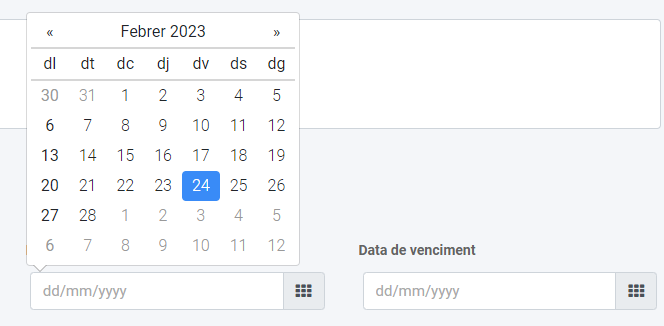 « Febrer 2023 »
dl dt dc dj dv ds dg
30 31 1 2 3 4 5
6 7 8 9 10 11 12
13 14 15 16 17 18 19
20 21 22 23 24 25 26
27 28 1 2 3 4 5
6 7 8 9 10 11 12
Data de venciment
dd/mm/yyyy dd/mm/yyyy